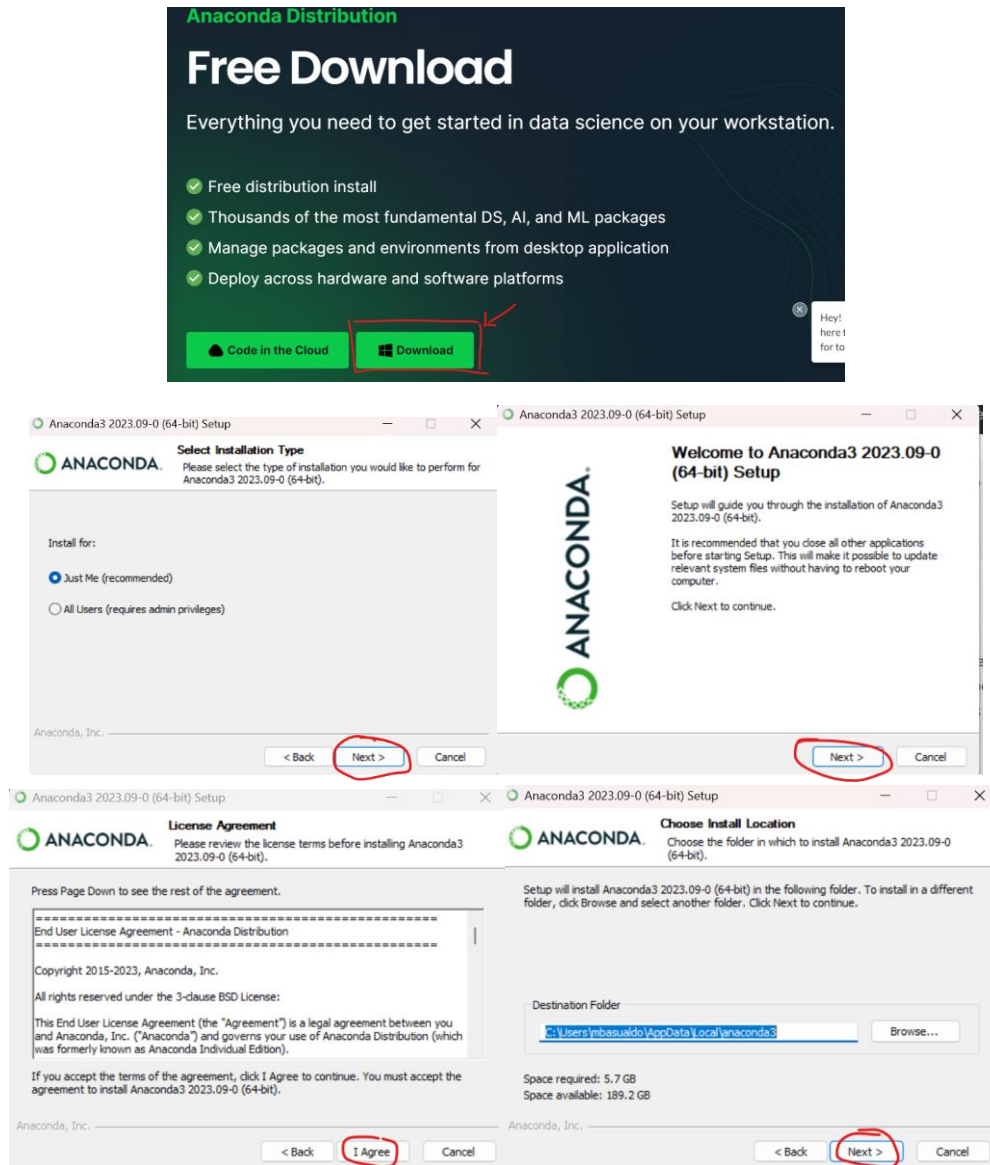 Anaconda Distribution
Free Download
Everything you need to get started in data science on your workstation.
Free distribution install
Thousands of the most fundamental DS, AI, and ML packages
Manage packages and environments from desktop application
Deploy across hardware and software platforms
Code in the Cloud
Download
Hey!
here t
for to
Anaconda3 2023.09-0 (64-bit) Setup
ANACONDA.
Select Installation Type
Please select the type of installation you would like to perform for
Anaconda3 2023.09-0 (64-bit).
Install for:
Just Me (recommended)
All Users (requires admin privileges)
Anaconda, Inc.
< Back
Next >
Cancel
Anaconda3 2023.09-0 (64-bit) Setup
ANACONDA.
Welcome to Anaconda3 2023.09-0
(64-bit) Setup
Setup will guide you through the installation of Anaconda3
2023.09-0 (64-bit).
It is recommended that you close all other applications
before starting Setup. This will make it possible to update
relevant system files without having to reboot your
computer.
Click Next to continue.
Next >
Cancel
Anaconda3 2023.09-0 (64-bit) Setup
ANACONDA.
License Agreement
Please review the license terms before installing Anaconda3
2023.09-0 (64-bit).
Press Page Down to see the rest of the agreement.
==================================================
End User License Agreement - Anaconda Distribution
==================================================
Copyright 2015-2023, Anaconda, Inc.
All rights reserved under the 3-clause BSD License:
This End User License Agreement (the "Agreement") is a legal agreement between you
and Anaconda, Inc. ("Anaconda") and governs your use of Anaconda Distribution (which
was formerly known as Anaconda Individual Edition).
If you accept the terms of the agreement, click I Agree to continue. You must accept the
agreement to install Anaconda3 2023.09-0 (64-bit).
Anaconda, Inc.
< Back
I Agree
Cancel
Anaconda3 2023.09-0 (64-bit) Setup
ANACONDA.
Choose Install Location
Choose the folder in which to install Anaconda3 2023.09-0
(64-bit).
Setup will install Anaconda3 2023.09-0 (64-bit) in the following folder. To install in a different
folder, click Browse and select another folder. Click Next to continue.
Destination Folder
C:\Users\mbasualdo\AppData\Local\anaconda3
Browse...
Space required: 5.7 GB
Space available: 189.2 GB
Anaconda, Inc.
< Back
Next >
Cancel